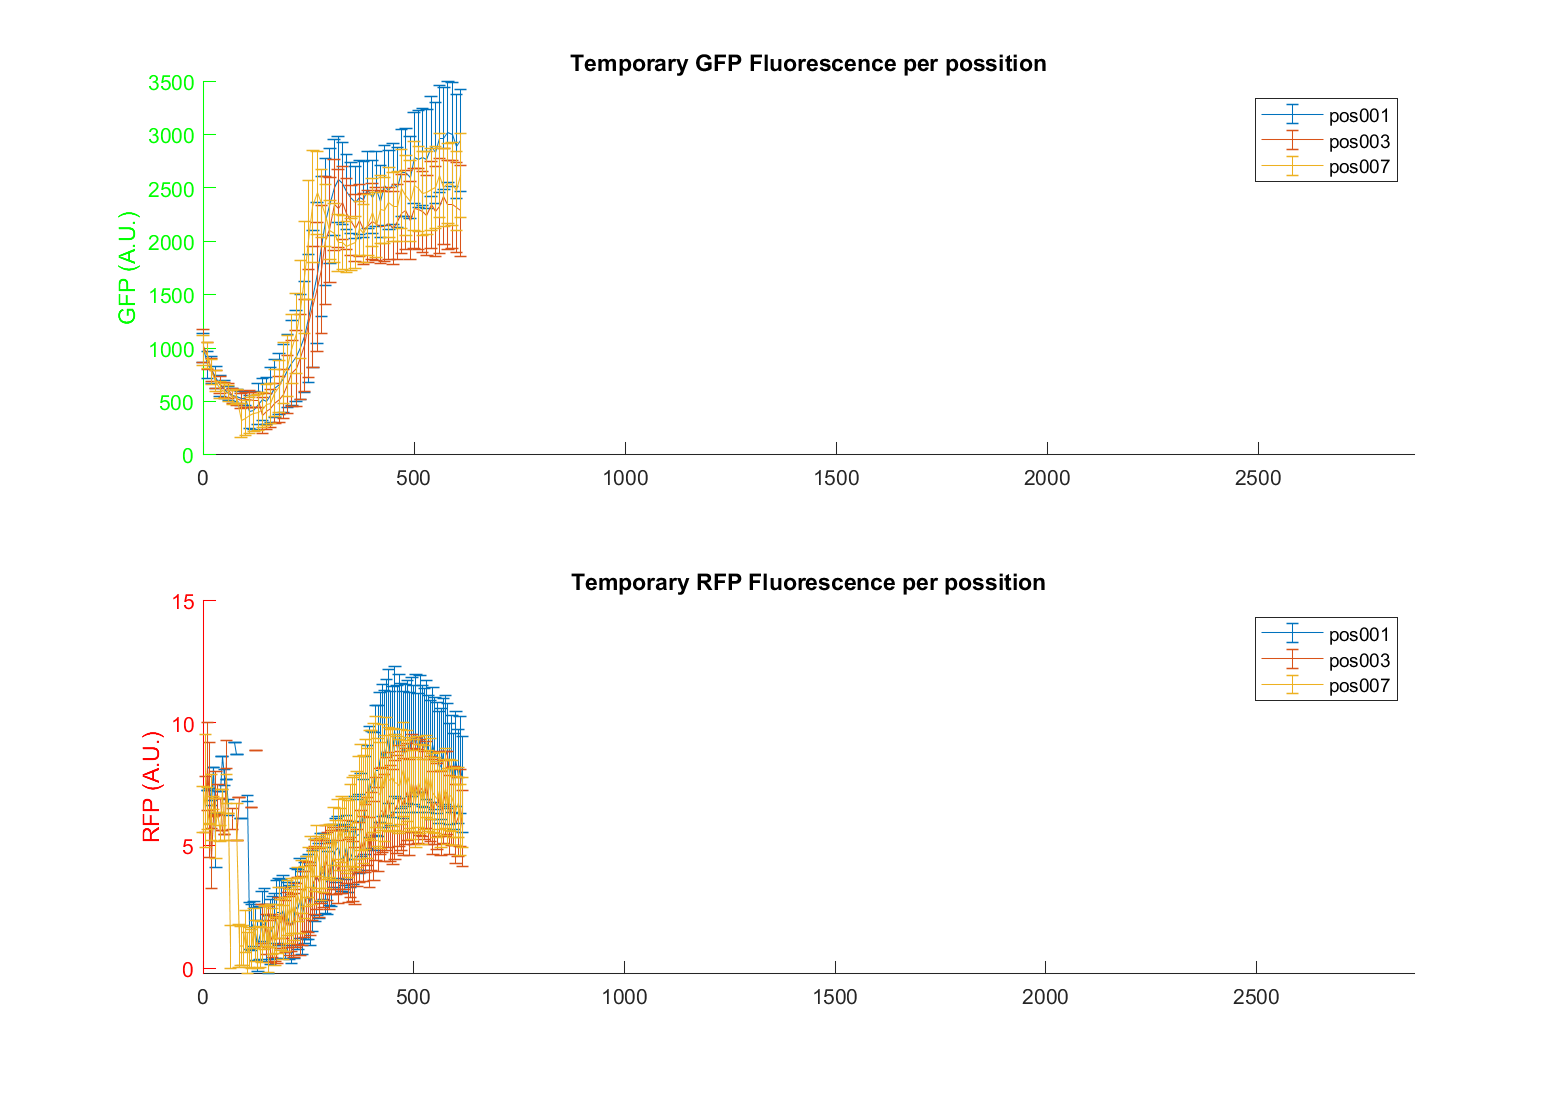 Temporary GFP Fluorescence per possition
3500
3000
2500
2000
1500
1000
500
0
GFP (A.U.)
0 500 1000 1500 2000 2500
pos001
pos003
pos007
Temporary RFP Fluorescence per possition
15
10
5
0
RFP (A.U.)
0 500 1000 1500 2000 2500
pos001
pos003
pos007